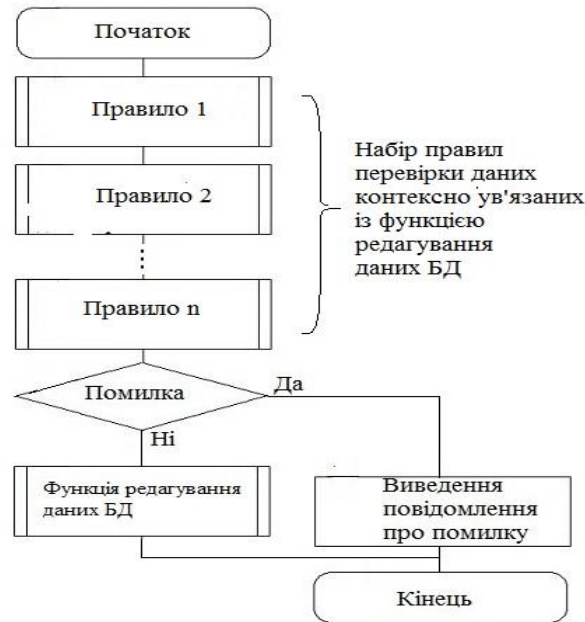 Початок
Правило 1
Правило 2
Правило n
Набір правил
перевірки даних
контексно ув'язаних
із функцією
редагування
даних БД
Помилка
Да
Ні
Функція редагування
даних БД
Виведення
повідомлення
про помилку
Кінець